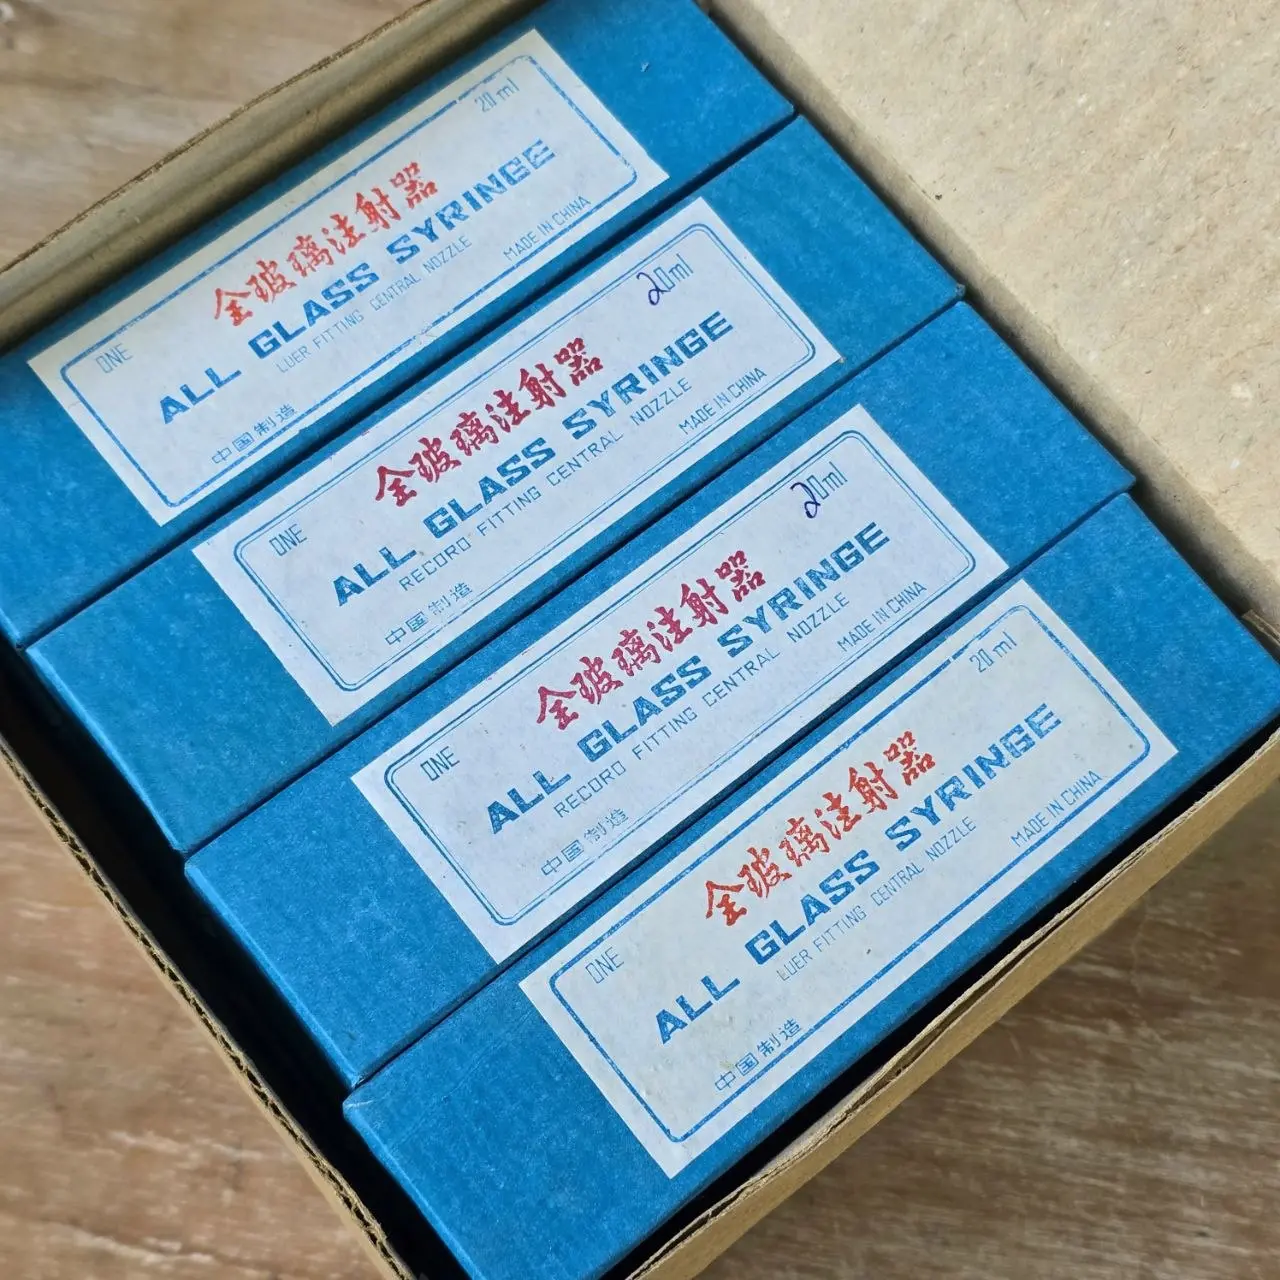 20 ml
全玻璃注射器
ONE
ALL GLASS SYRINGE
LUER FITTING CENTRAL NOZZLE
中国制造
MADE IN CHINA
20ml
全玻璃注射器
ONE
ALL GLASS SYRINGE
RECORD FITTING CENTRAL NOZZLE
中国制造
MADE IN CHINA
20ml
全玻璃注射器
ONE
ALL GLASS SYRINGE
RECORD FITTING CENTRAL NOZZLE
中国制造
MADE IN CHINA
20 ml
全玻璃注射器
ONE
ALL GLASS SYRINGE
LUER FITTING CENTRAL NOZZLE
中国制造
MADE IN CHINA